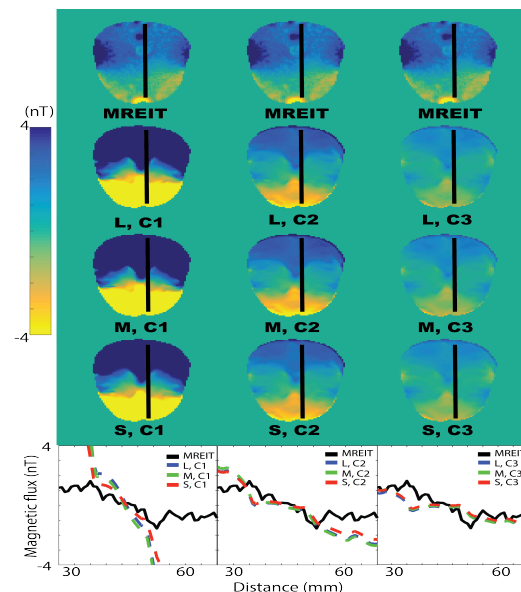 MREIT MREIT MREIT
(nT)
4
L, C1 L, C2 L, C3
M, C1 M, C2 M, C3
-4
S, C1 S, C2 S, C3
4
Magnetic flux (nT)
-4
MREIT
L, C1
M, C1
S, C1
MREIT
L, C2
M, C2
S, C2
MREIT
L, C3
M, C3
S, C3
30 60 30 60 30 60
Distance (mm)